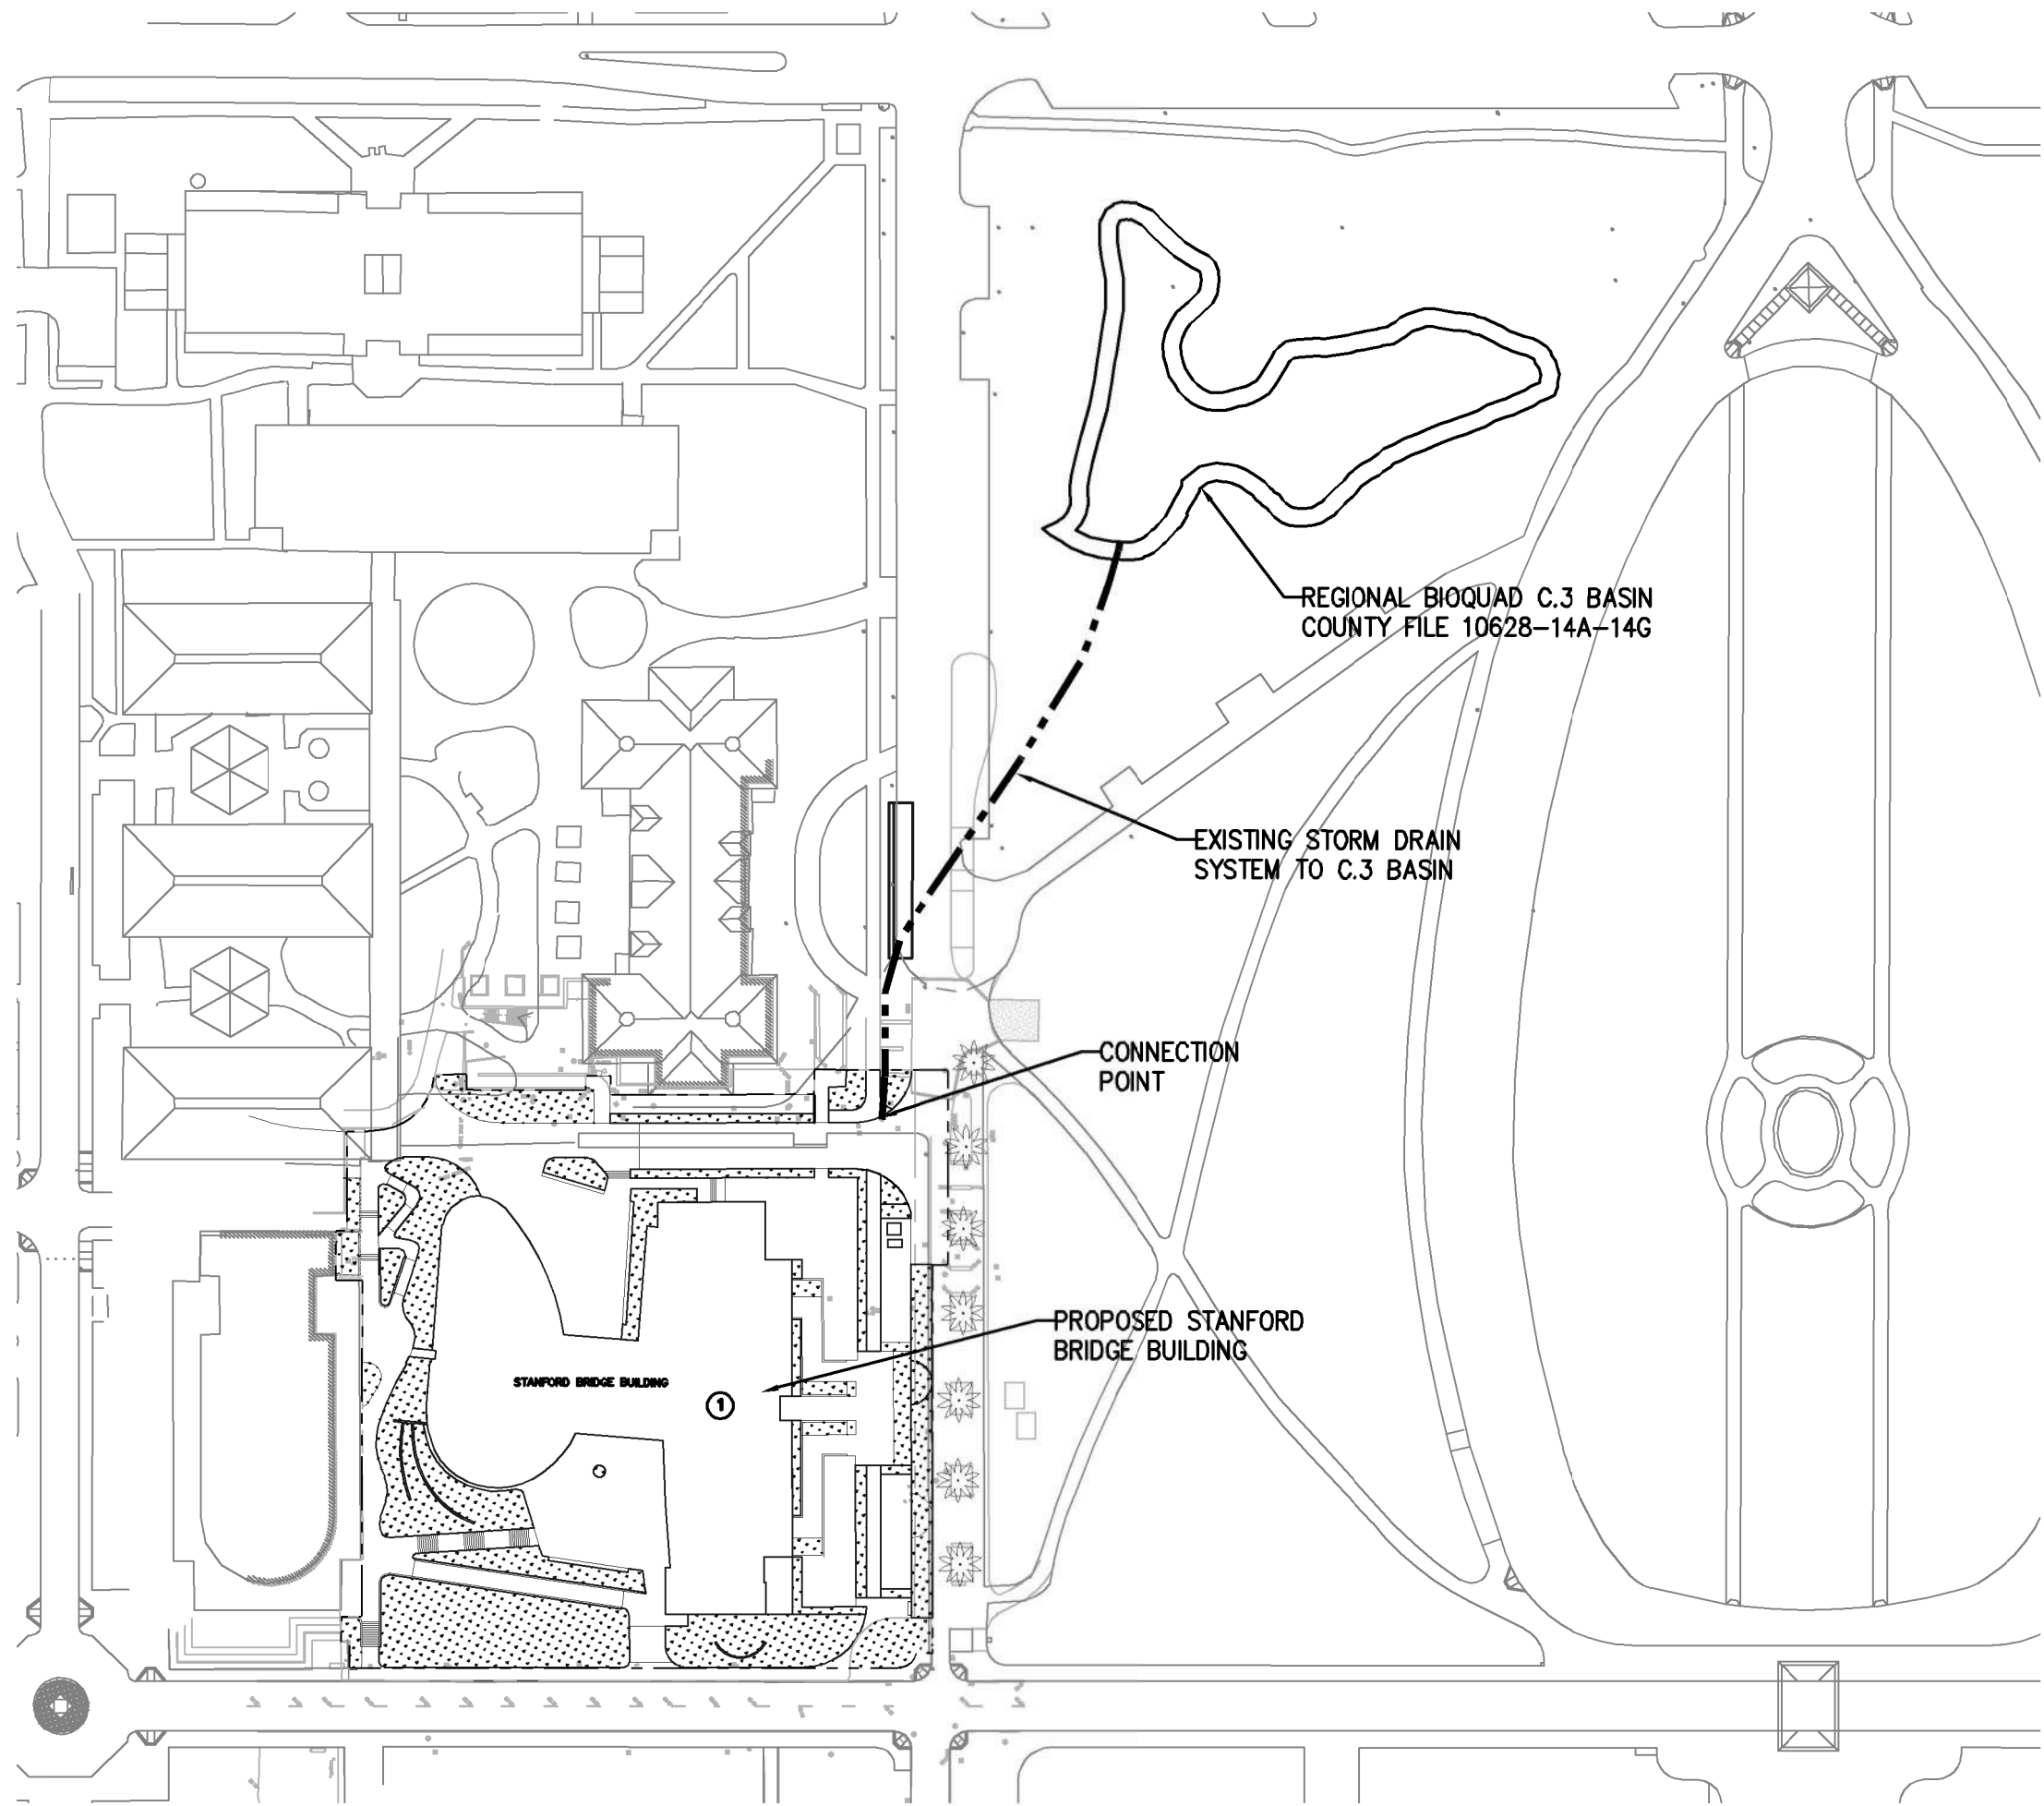 REGIONAL BIOQUAD C.3 BASIN
COUNTY FILE 10628-14A-14G
EXISTING STORM DRAIN
SYSTEM TO C.3 BASIN
CONNECTION
POINT
PROPOSED STANFORD
BRIDGE BUILDING
STANFORD BRIDGE BUILDING
1